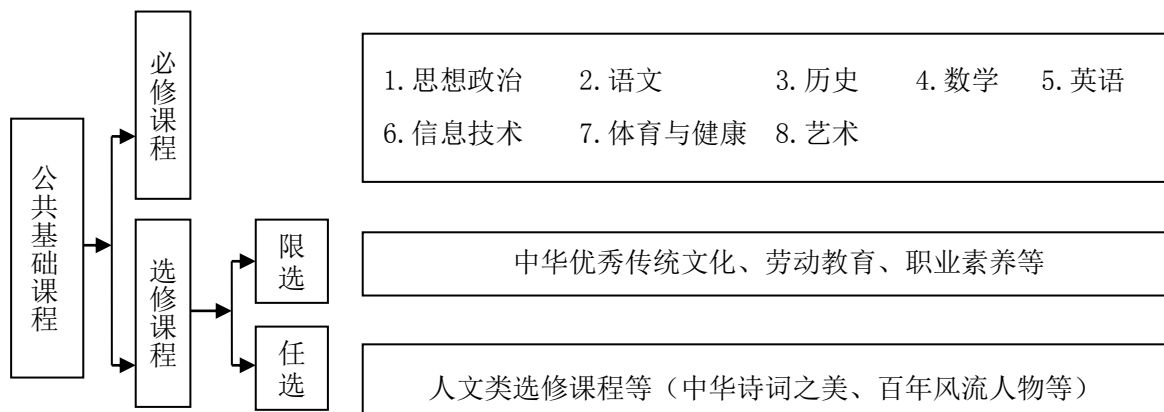 公共基础课程
必修课程
1.思想政治 2.语文 3.历史 4.数学 5.英语
6.信息技术 7.体育与健康 8.艺术
选修课程
限选
中华优秀传统文化、劳动教育、职业素养等
任选
人文类选修课程等（中华诗词之美、百年风流人物等）